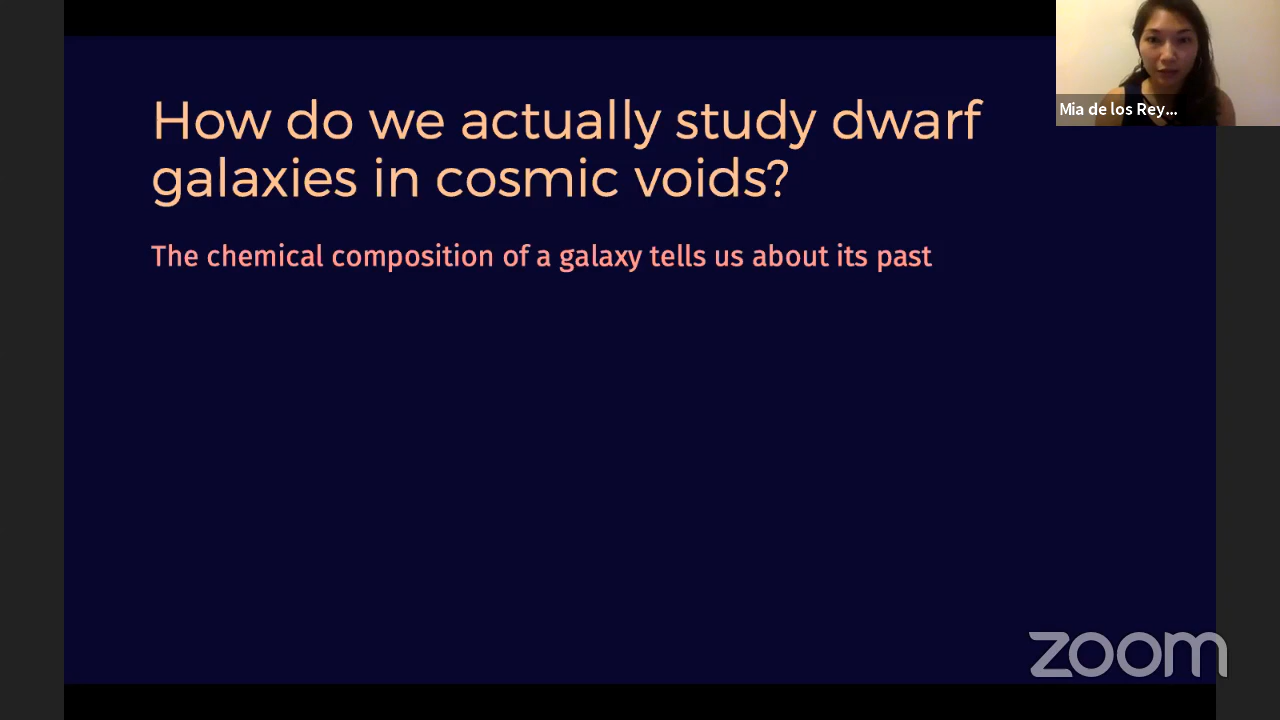 How do we actually study dwarf
galaxies in cosmic voids?
The chemical composition of a galaxy tells us about its past
Mia de los Rey...
zoom